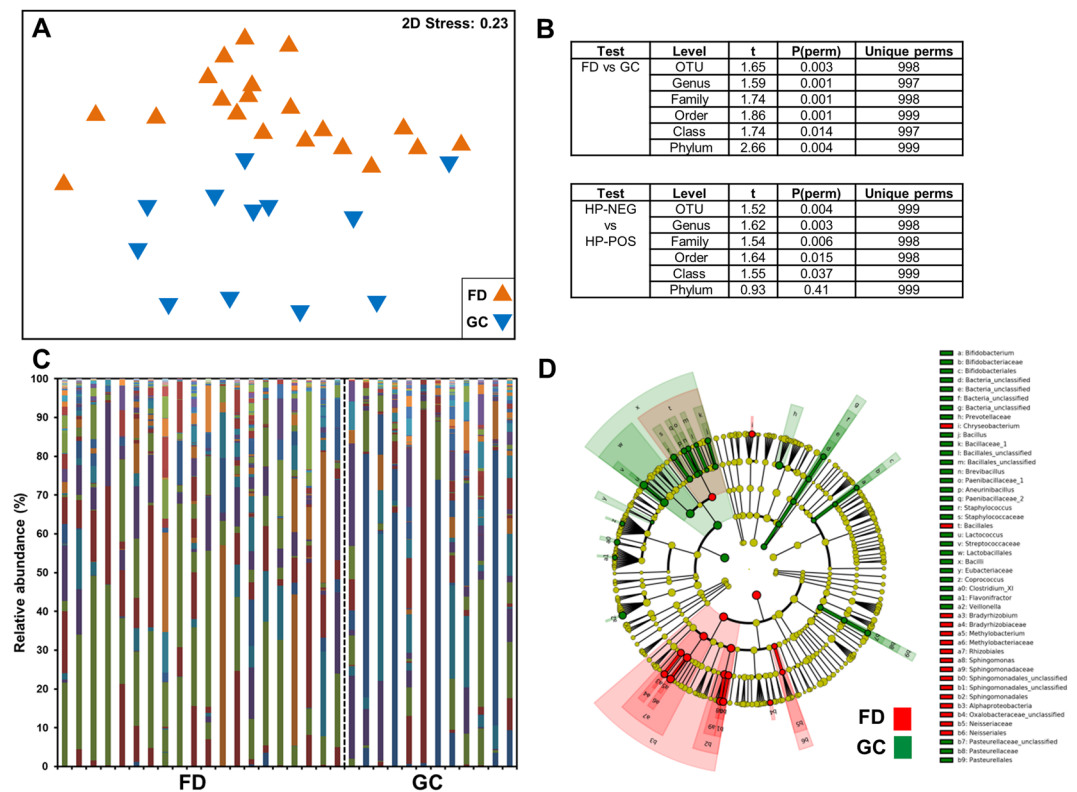 A
2D Stress: 0.23
FD
GC
B
Test Level t P(perm) Unique perms
FD vs GC OTU 1.65 0.003 998
Genus 1.59 0.001 997
Family 1.74 0.001 998
Order 1.86 0.001 999
Class 1.74 0.014 997
Phylum 2.66 0.004 999
Test Level t P(perm) Unique perms
HP-NEG OTU 1.52 0.004 999
vs Genus 1.62 0.003 998
HP-POS Family 1.54 0.006 998
Order 1.64 0.015 998
Class 1.55 0.037 999
Phylum 0.93 0.41 999
C
Relative abundance (%)
100
90
80
70
60
50
40
30
20
10
0
FD
GC
D
x
t
h
w
a7
b3
b2
b4
b5
b6
FD
GC
a: Bifidobacterium
b: Bifidobacteriaceae
c: Bifidobacteriales
d: Bacteria_unclassified
e: Bacteria_unclassified
f: Bacteria_unclassified
g: Bacteria_unclassified
h: Prevotellaceae
i: Chryseobacterium
j: Bacillus
k: Bacillaceae_1
l: Bacillales_unclassified
m: Bacillales_unclassified
n: Brevibacillus
o: Paenibacillaceae_1
p: Aneurinibacillus
q: Paenibacillaceae_2
r: Staphylococcus
s: Staphylococcaceae
t: Bacillales
u: Lactococcus
v: Streptococcaceae
w: Lactobacillales
x: Bacilli
y: Eubacteriaceae
z: Coprococcus
a0: Clostridium_XI
a1: Flavonifractor
a2: Veillonella
a3: Bradyrhizobium
a4: Bradyrhizobiaceae
a5: Methylobacterium
a6: Methylobacteriaceae
a7: Rhizobiales
a8: Sphingomonas
a9: Sphingomonadaceae
b0: Sphingomonadales_unclassified
b1: Sphingomonadales_unclassified
b2: Sphingomonadales
b3: Alphaproteobacteria
b4: Oxalobacteraceae_unclassified
b5: Neisseriaceae
b6: Neisseriales
b7: Pasteurellaceae_unclassified
b8: Pasteurellaceae
b9: Pasteurellales